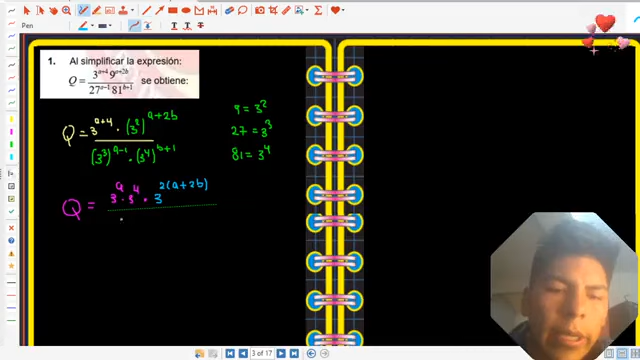 Pen
1. Al simplificar la expresión:
Q = 3^{a+4} 9^{a+2b} / 27^{a-1} 81^{b+1} se obtiene:
Q = 3^{a+4} · (3^2)^{a+2b} / (3^3)^{a-1} · (3^4)^{b+1}
9 = 3^2
27 = 3^3
81 = 3^4
Q = 3^a · 3^4 · 3^{2(a+2b)}
3 of 17